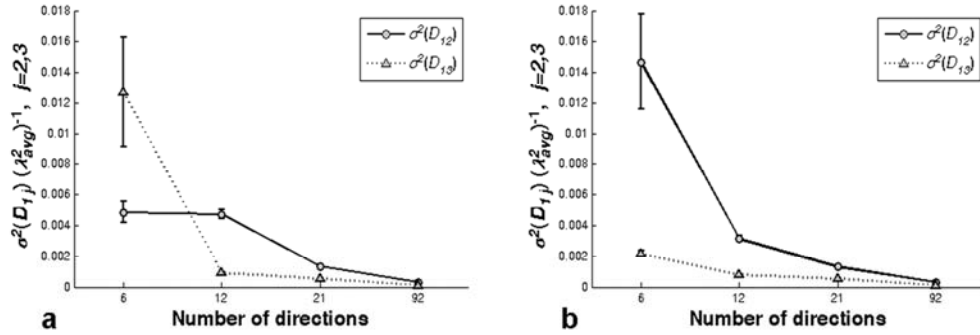 σ²(D₁ⱼ) (λ²ₐᵥg)⁻¹, j=2,3
0.018
0.016
0.014
0.012
0.01
0.008
0.006
0.004
0.002
0
6 12 21 92
Number of directions
σ²(D₁₂)
σ²(D₁₃)
a
σ²(D₁ⱼ) (λ²ₐᵥg)⁻¹, j=2,3
0.018
0.016
0.014
0.012
0.01
0.008
0.006
0.004
0.002
0
6 12 21 92
Number of directions
σ²(D₁₂)
σ²(D₁₃)
b